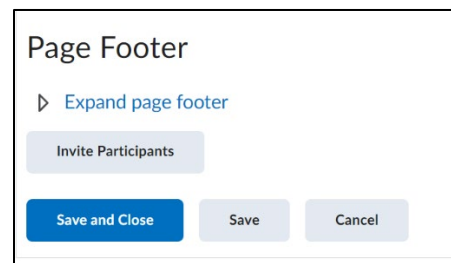 Page Footer
Expand page footer
Invite Participants
Save and Close Save Cancel